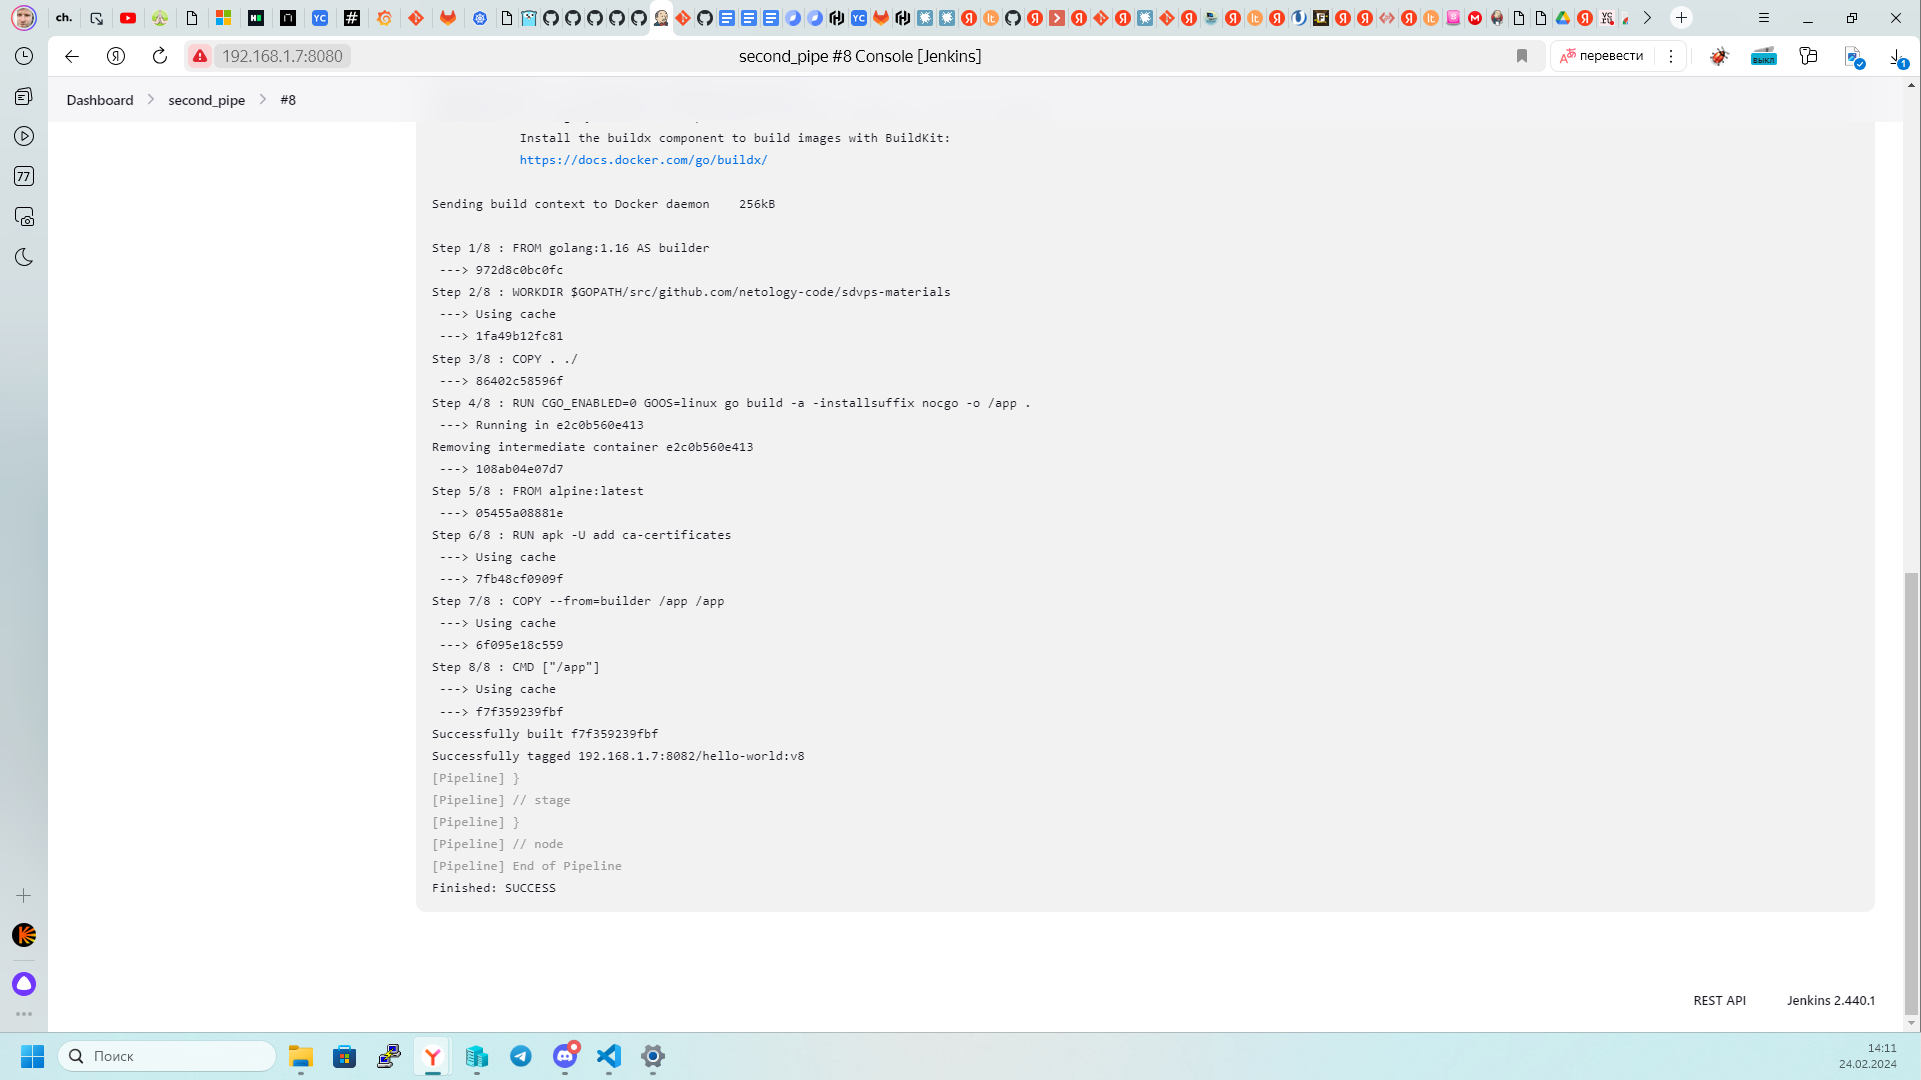 ch.
192.168.1.7:8080
second_pipe #8 Console [Jenkins]
перевести
выкл
1
Dashboard
second_pipe
#8
77
Install the buildx component to build images with BuildKit:
https://docs.docker.com/go/buildx/
Sending build context to Docker daemon    256kB
Step 1/8 : FROM golang:1.16 AS builder
 ---> 972d8c0bc0fc
Step 2/8 : WORKDIR $GOPATH/src/github.com/netology-code/sdvps-materials
 ---> Using cache
 ---> 1fa49b12fc81
Step 3/8 : COPY . ./
 ---> 86402c58596f
Step 4/8 : RUN CGO_ENABLED=0 GOOS=linux go build -a -installsuffix nocgo -o /app .
 ---> Running in e2c0b560e413
Removing intermediate container e2c0b560e413
 ---> 108ab04e07d7
Step 5/8 : FROM alpine:latest
 ---> 05455a08881e
Step 6/8 : RUN apk -U add ca-certificates
 ---> Using cache
 ---> 7fb48cf0909f
Step 7/8 : COPY --from=builder /app /app
 ---> Using cache
 ---> 6f095e18c559
Step 8/8 : CMD ["/app"]
 ---> Using cache
 ---> f7f359239fbf
Successfully built f7f359239fbf
Successfully tagged 192.168.1.7:8082/hello-world:v8
[Pipeline] }
[Pipeline] // stage
[Pipeline] }
[Pipeline] // node
[Pipeline] End of Pipeline
Finished: SUCCESS
REST API
Jenkins 2.440.1
Поиск
14:11
24.02.2024